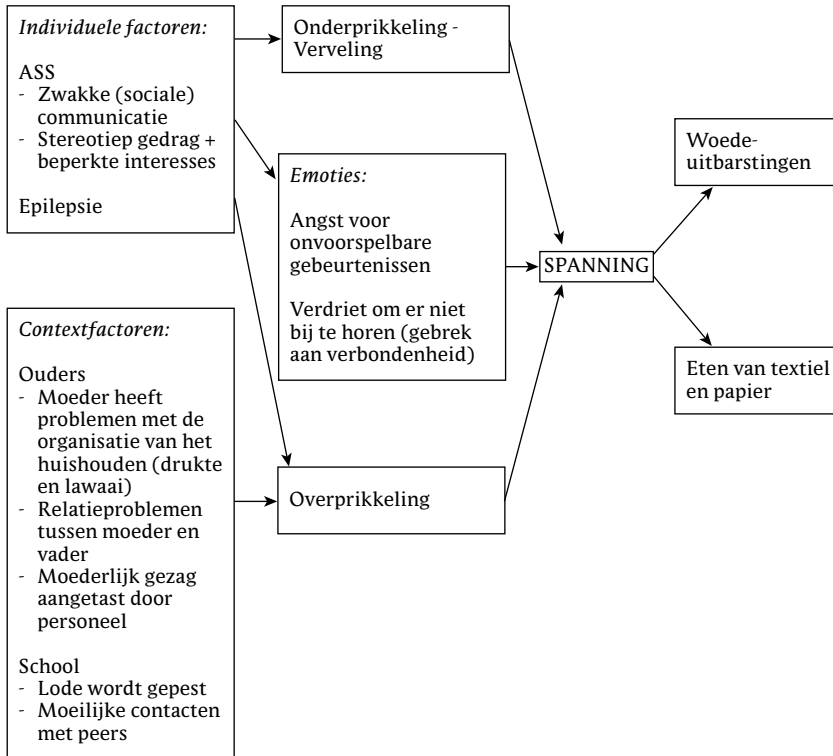 Individuele factoren:
ASS
- Zwakke (sociale)
communicatie
- Stereotiep gedrag +
beperkte interesses
Epilepsie
Contextfactoren:
Ouders
- Moeder heeft
problemen met de
organisatie van het
huishouden (drukte
en lawaai)
- Relatieproblemen
tussen moeder en
vader
- Moederlijk gezag
aangetast door
personeel
School
- Lode wordt gepest
- Moeilijke contacten
met peers
Onderprikkeling -
Verveling
Emoties:
Angst voor
onvoorspelbare
gebeurtenissen
Verdriet om er niet
bij te horen (gebrek
aan verbondenheid)
Overprikkeling
SPANNING
Woede-
uitbarstingen
Eten van textiel
en papier